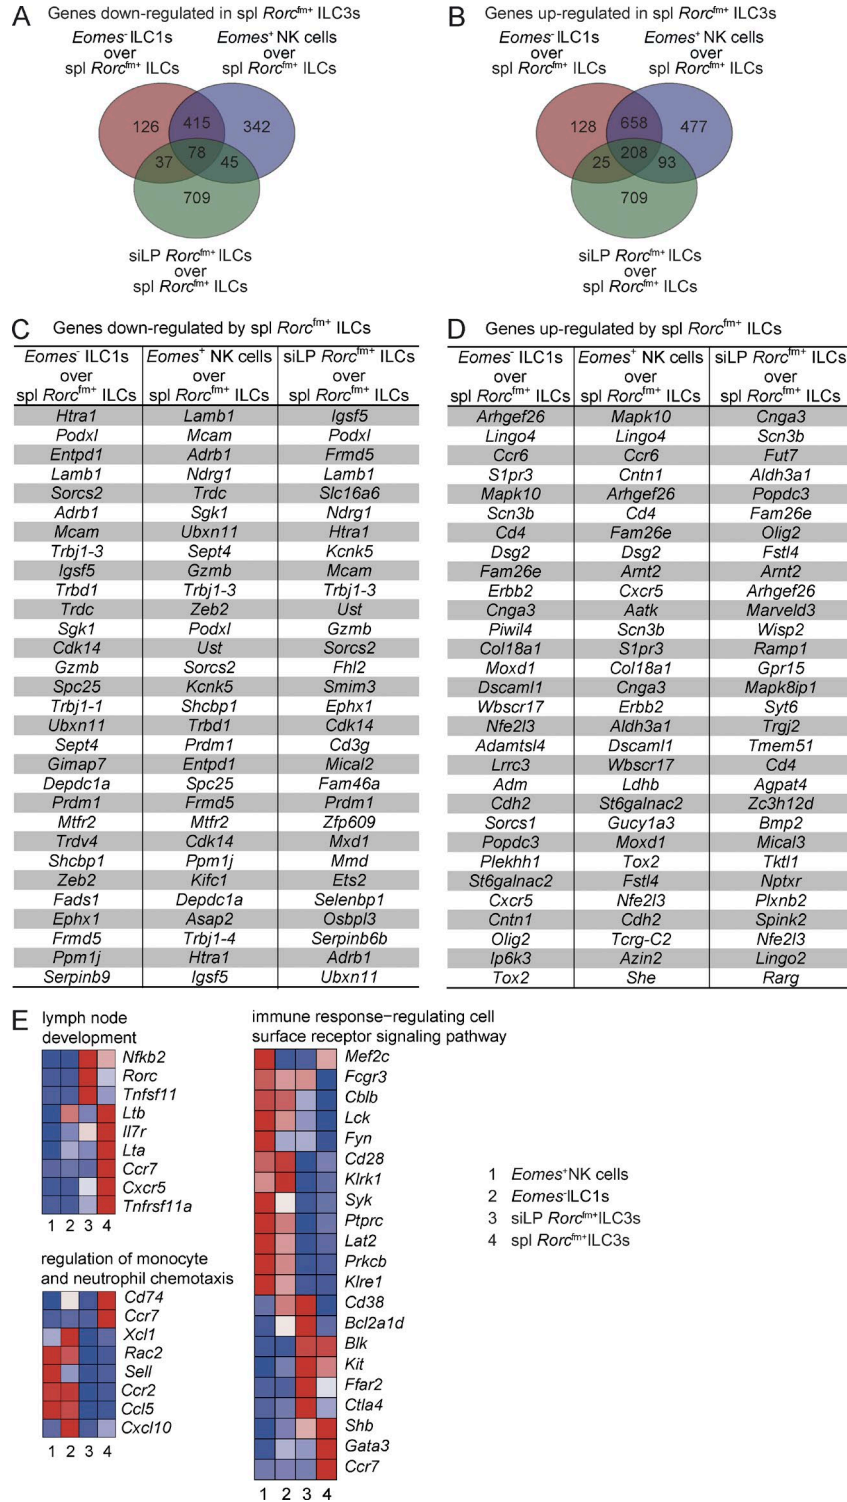 A Genes down-regulated in spl Rorcfm+ ILC3s
Eomes- ILC1s
over
spl Rorcfm+ ILCs
Eomes+ NK cells
over
spl Rorcfm+ ILCs
126 415 342
37 78 45
709
siLP Rorcfm+ ILCs
over
spl Rorcfm+ ILCs
B Genes up-regulated in spl Rorcfm+ ILC3s
Eomes- ILC1s
over
spl Rorcfm+ ILCs
Eomes+ NK cells
over
spl Rorcfm+ ILCs
128 658 477
25 208 93
709
siLP Rorcfm+ ILCs
over
spl Rorcfm+ ILCs
C Genes down-regulated by spl Rorcfm+ ILCs
Eomes- ILC1s Eomes+ NK cells siLP Rorcfm+ ILCs
over over over
spl Rorcfm+ ILCs spl Rorcfm+ ILCs spl Rorcfm+ ILCs
Htra1 Lamb1 Igsf5
Podxl Mcam Podxl
Entpd1 Adrb1 Frmd5
Lamb1 Ndrg1 Lamb1
Sorcs2 Trdc Slc16a6
Adrb1 Sgk1 Ndrg1
Mcam Ubxn11 Htra1
Trbj1-3 Sept4 Kcnk5
Igsf5 Gzmb Mcam
Trbd1 Trbj1-3 Trbj1-3
Trdc Zeb2 Ust
Sgk1 Podxl Gzmb
Cdk14 Ust Sorcs2
Gzmb Sorcs2 Fhl2
Spc25 Kcnk5 Smim3
Trbj1-1 Shcbp1 Ephx1
Ubxn11 Trbd1 Cdk14
Sept4 Prdm1 Cd3g
Gimap7 Entpd1 Mical2
Depdc1a Spc25 Fam46a
Prdm1 Frmd5 Prdm1
Mtfr2 Mtfr2 Zfp609
Trdv4 Cdk14 Mxd1
Shcbp1 Ppm1j Mmd
Zeb2 Kifc1 Ets2
Fads1 Depdc1a Selenbp1
Ephx1 Asap2 Osbpl3
Frmd5 Trbj1-4 Serpinb6b
Ppm1j Htra1 Adrb1
Serpinb9 Igsf5 Ubxn11
D Genes up-regulated by spl Rorcfm+ ILCs
Eomes- ILC1s Eomes+ NK cells siLP Rorcfm+ ILCs
over over over
spl Rorcfm+ ILCs spl Rorcfm+ ILCs spl Rorcfm+ ILCs
Arhgef26 Mapk10 Cnga3
Lingo4 Lingo4 Scn3b
Ccr6 Ccr6 Fut7
S1pr3 Cntn1 Aldh3a1
Mapk10 Arhgef26 Popdc3
Scn3b Cd4 Fam26e
Cd4 Fam26e Olig2
Dsg2 Dsg2 Fstl4
Fam26e Arnt2 Arnt2
Erbb2 Cxcr5 Arhgef26
Cnga3 Aatk Marveld3
Piwil4 Scn3b Wisp2
Col18a1 S1pr3 Ramp1
Moxd1 Col18a1 Gpr15
Dscaml1 Cnga3 Mapk8ip1
Wbscr17 Erbb2 Syt6
Nfe2l3 Aldh3a1 Trgj2
Adamtsl4 Dscaml1 Tmem51
Lrrc3 Wbscr17 Cd4
Adm Ldhb Agpat4
Cdh2 St6galnac2 Zc3h12d
Sorcs1 Gucy1a3 Bmp2
Popdc3 Moxd1 Mical3
Plekhh1 Tox2 Tktl1
St6galnac2 Fstl4 Nptxr
Cxcr5 Nfe2l3 Plxnb2
Cntn1 Cdh2 Spink2
Olig2 Tcrg-C2 Nfe2l3
Ip6k3 Azin2 Lingo2
Tox2 She Rarg
E lymph node
development
Nfkb2
Rorc
Tnfsf11
Ltb
Il7r
Lta
Ccr7
Cxcr5
Tnfrsf11a
1 2 3 4
regulation of monocyte
and neutrophil chemotaxis
Cd74
Ccr7
Xcl1
Rac2
Sell
Ccr2
Ccl5
Cxcl10
1 2 3 4
immune response-regulating cell
surface receptor signaling pathway
Mef2c
Fcgr3
Cblb
Lck
Fyn
Cd28
Klrk1
Syk
Ptprc
Lat2
Prkcb
Klre1
Cd38
Bcl2a1d
Blk
Kit
Ffar2
Ctla4
Shb
Gata3
Ccr7
1 2 3 4
1 Eomes+NK cells
2 Eomes-ILC1s
3 siLP Rorcfm+ILC3s
4 spl Rorcfm+ILC3s